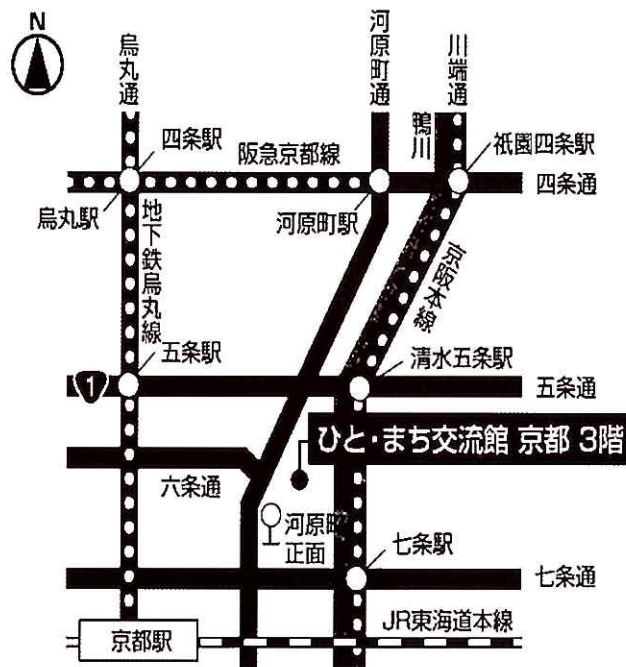 N
烏丸通
河原町通
川端通
鴨川
四条駅
阪急京都線
祇園四条駅
四条通
烏丸駅
河原町駅
地下鉄烏丸線
京阪本線
五条駅
清水五条駅
1
五条通
ひと・まち交流館 京都 3階
六条通
河原町
正面
七条駅
七条通
JR東海道本線
京都駅